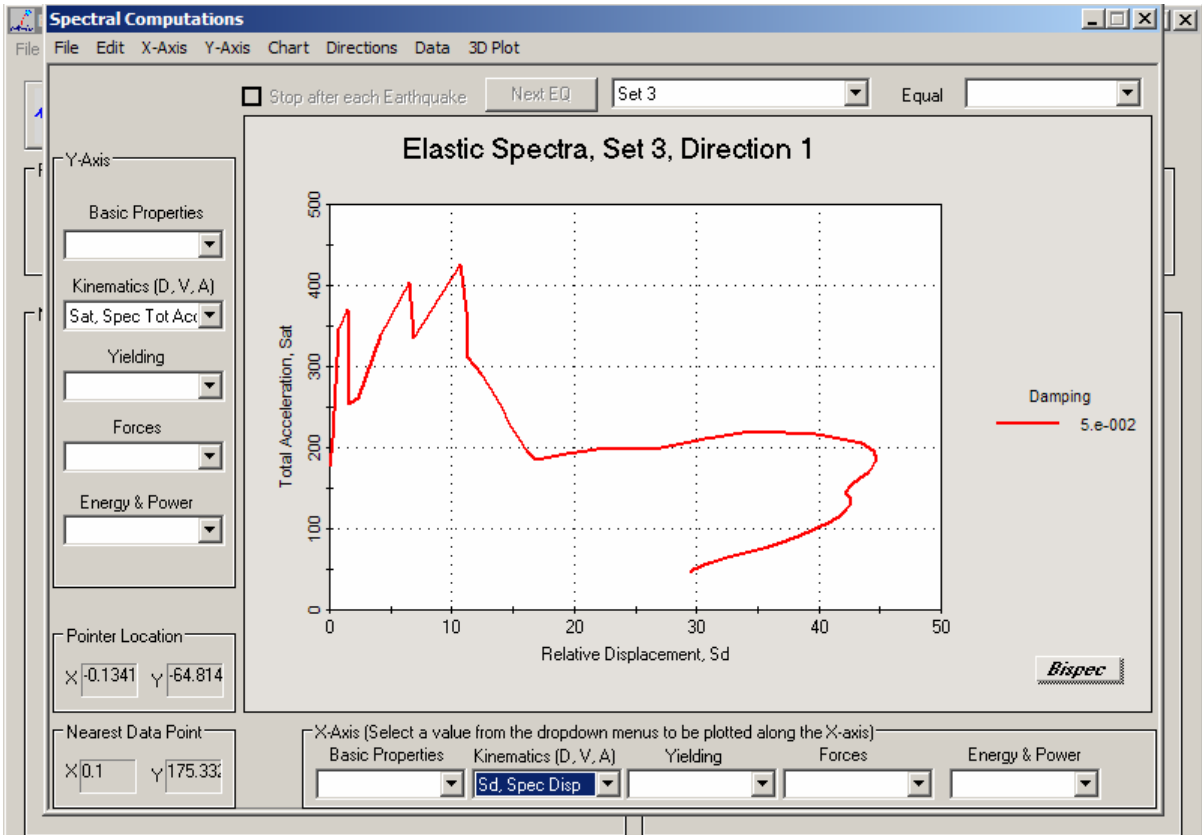 Spectral Computations
File
File Edit X-Axis Y-Axis Chart Directions Data 3D Plot
Stop after each Earthquake Next EQ Set 3 Equal
Elastic Spectra, Set 3, Direction 1
Y-Axis
Basic Properties
Kinematics (D, V, A)
Sat, Spec Tot Acc
Yielding
Forces
Energy & Power
Total Acceleration, Sat
500
400
300
200
100
0
0 10 20 30 40 50
Relative Displacement, Sd
Damping
5.e-002
Bispec
Pointer Location
X -0.1341 Y -64.814
Nearest Data Point
X 0.1 Y 175.332
X-Axis (Select a value from the dropdown menus to be plotted along the X-axis)
Basic Properties Kinematics (D, V, A) Yielding Forces Energy & Power
Sd, Spec Disp